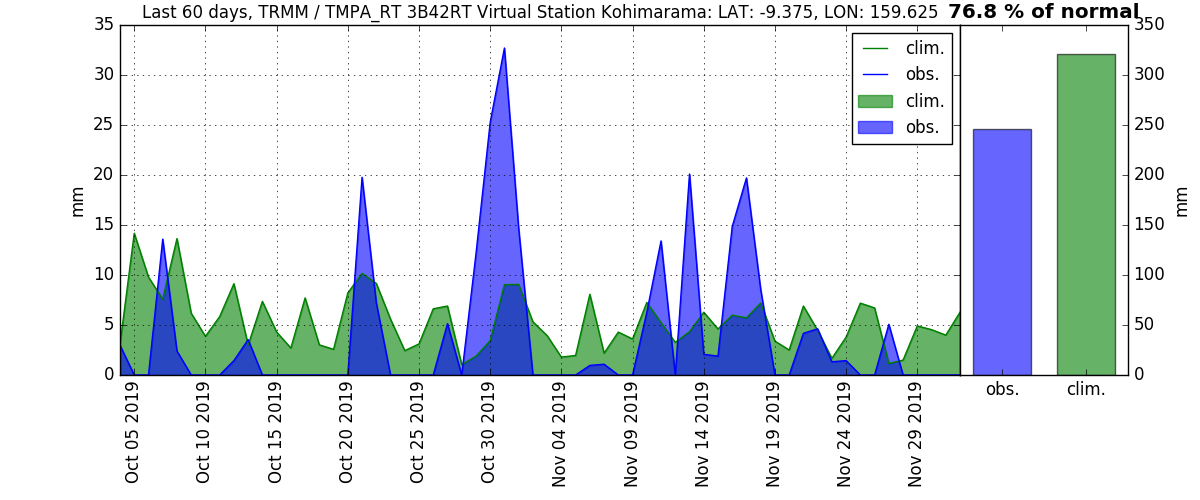 Last 60 days, TRMM / TMPA_RT 3B42RT Virtual Station Kohimarama: LAT: -9.375, LON: 159.625 76.8 % of normal
35
30
25
20
15
10
5
0
mm
clim.
obs.
clim.
obs.
350
300
250
200
150
100
50
0
mm
obs.
clim.
Oct 05 2019
Oct 10 2019
Oct 15 2019
Oct 20 2019
Oct 25 2019
Oct 30 2019
Nov 04 2019
Nov 09 2019
Nov 14 2019
Nov 19 2019
Nov 24 2019
Nov 29 2019